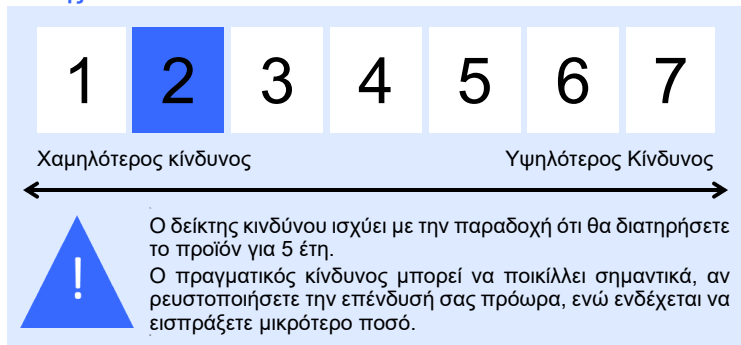 1 2 3 4 5 6 7
Χαμηλότερος κίνδυνος Υψηλότερος Κίνδυνος
Ο δείκτης κινδύνου ισχύει με την παραδοχή ότι θα διατηρήσετε
το προϊόν για 5 έτη.
Ο πραγματικός κίνδυνος μπορεί να ποικίλλει σημαντικά, αν
ρευστοποιήσετε την επένδυσή σας πρόωρα, ενώ ενδέχεται να
εισπράξετε μικρότερο ποσό.
!